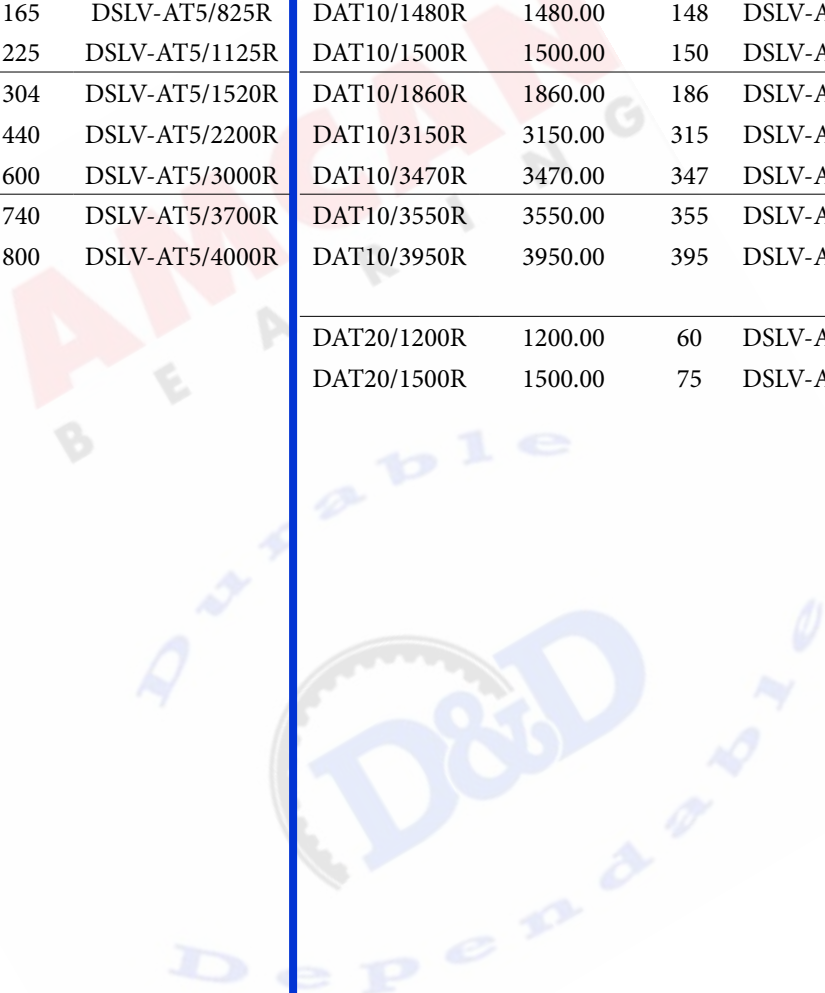 165 DSLV-AT5/825R
225 DSLV-AT5/1125R
304 DSLV-AT5/1520R
440 DSLV-AT5/2200R
600 DSLV-AT5/3000R
740 DSLV-AT5/3700R
800 DSLV-AT5/4000R
DAT10/1480R 1480.00 148 DSLV-A
DAT10/1500R 1500.00 150 DSLV-A
DAT10/1860R 1860.00 186 DSLV-A
DAT10/3150R 3150.00 315 DSLV-A
DAT10/3470R 3470.00 347 DSLV-A
DAT10/3550R 3550.00 355 DSLV-A
DAT10/3950R 3950.00 395 DSLV-A
DAT20/1200R 1200.00 60 DSLV-A
DAT20/1500R 1500.00 75 DSLV-A
AMCAN
BEARING
Durable
D&D
Dependable